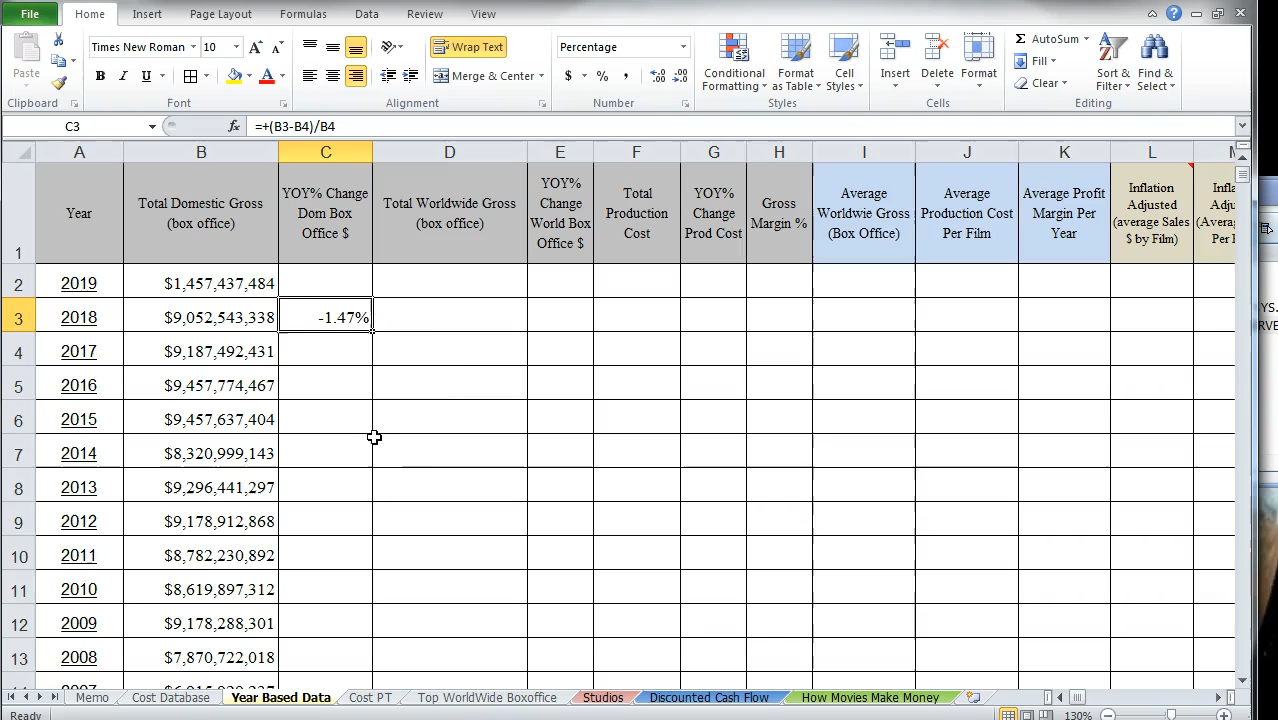 File Home Insert Page Layout Formulas Data Review View
Paste Times New Roman 10 Wrap Text Percentage AutoSum
B I U A Merge & Center $ % , Conditional Formatting Format as Table Cell Styles Insert Delete Format Fill Clear Sort & Filter Find & Select
Clipboard Font Alignment Number Styles Cells Editing
C3 fx =+(B3-B4)/B4
A B C D E F G H I J K L M
1 Year Total Domestic Gross (box office) YOY% Change Dom Box Office $ Total Worldwide Gross (box office) YOY% Change World Box Office $ Total Production Cost YOY% Change Prod Cost Gross Margin % Average Worldwie Gross (Box Office) Average Production Cost Per Film Average Profit Margin Per Year Inflation Adjusted (average Sales $ by Film)
2 2019 $1,457,437,484
3 2018 $9,052,543,338 -1.47%
4 2017 $9,187,492,431
5 2016 $9,457,774,467
6 2015 $9,457,637,404
7 2014 $8,320,999,143
8 2013 $9,296,441,297
9 2012 $9,178,912,868
10 2011 $8,782,230,892
11 2010 $8,619,897,312
12 2009 $9,178,288,301
13 2008 $7,870,722,018
Memo Cost Database Year Based Data Cost PT Top WorldWide Boxoffice Studios Discounted Cash Flow How Movies Make Money
Ready 130%